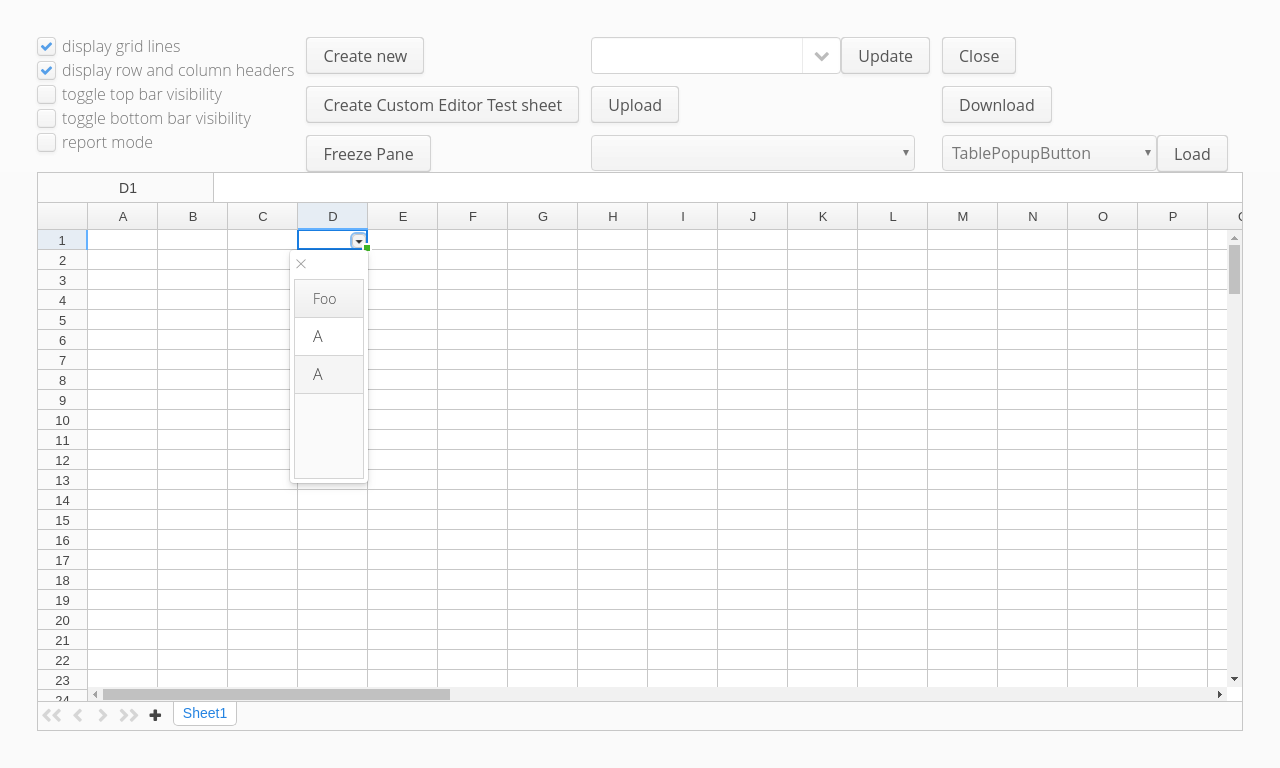 display grid lines
display row and column headers
toggle top bar visibility
toggle bottom bar visibility
report mode
Create new
Update
Close
Create Custom Editor Test sheet
Upload
Download
Freeze Pane
TablePopupButton
Load
D1
A B C D E F G H I J K L M N O P
1
2
3
4
5
6
7
8
9
10
11
12
13
14
15
16
17
18
19
20
21
22
23
24
Foo
A
A
Sheet1